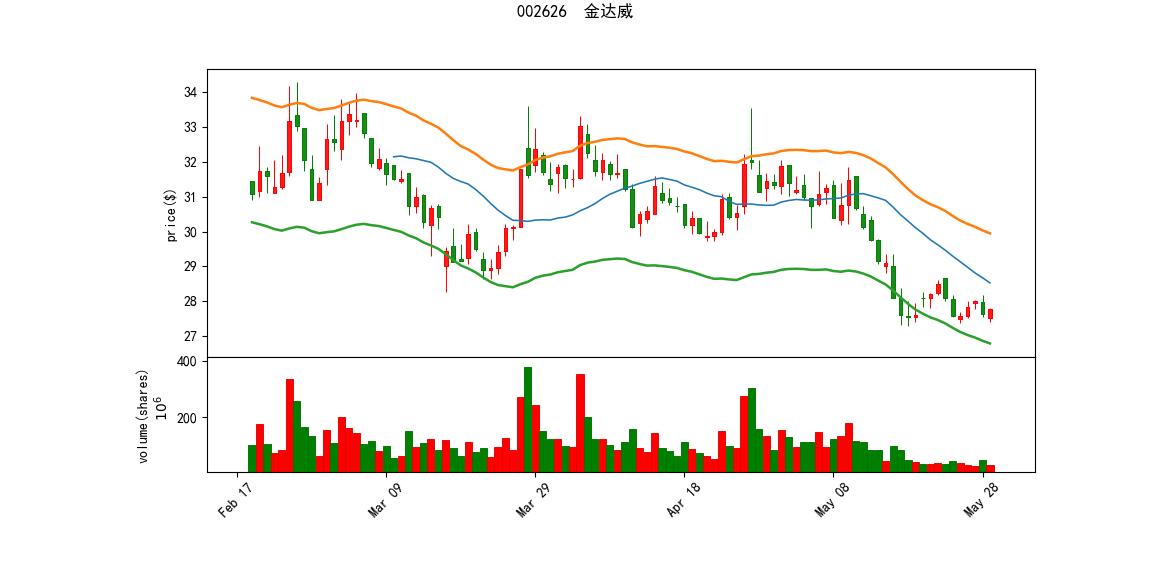 002626 金达威
price($)
34
33
32
31
30
29
28
27
volume(shares)
10^6
400
200
Feb 17
Mar 09
Mar 29
Apr 18
May 08
May 28